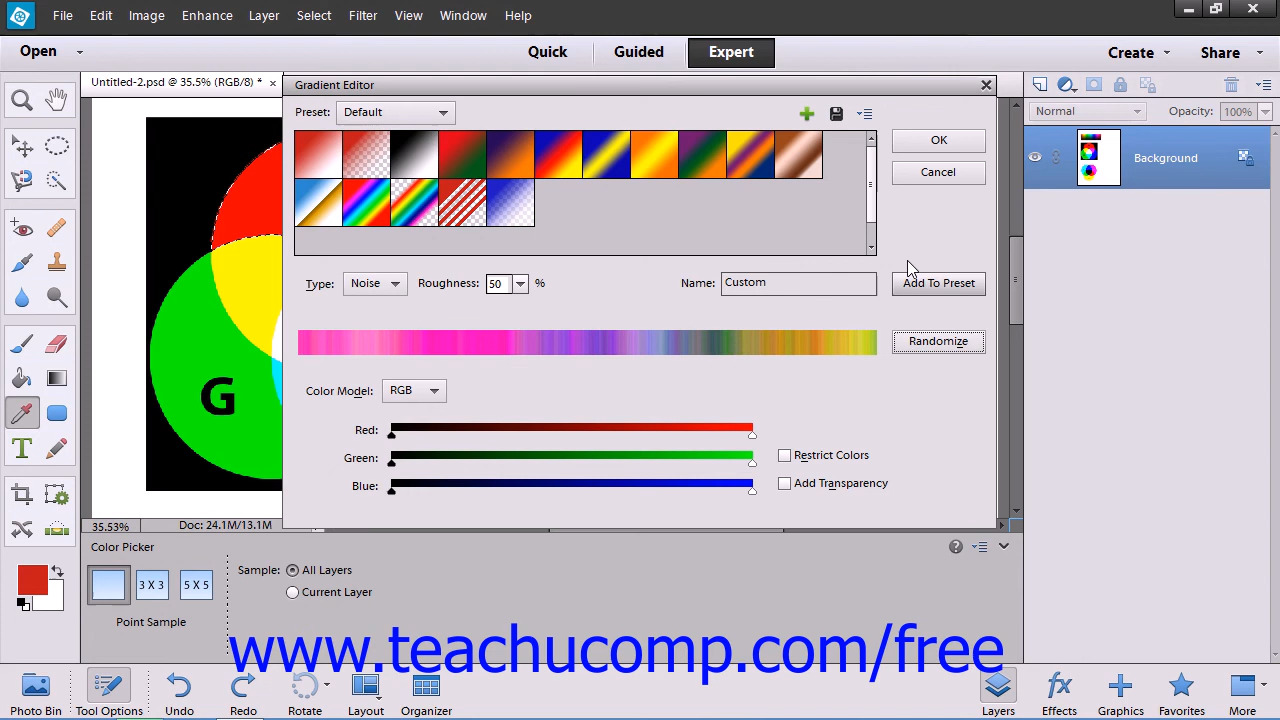 File Edit Image Enhance Layer Select Filter View Window Help
Open Quick Guided Expert Create Share
Untitled-2.psd @ 35.5% (RGB/8) * ×
Gradient Editor
Normal Opacity: 100%
Preset: Default
OK
Background
Cancel
Type: Noise Roughness: 50 % Name: Custom Add To Preset
Randomize
Color Model: RGB
G
Red:
Green: Restrict Colors
Blue: Add Transparency
35.53% Doc: 24.1M/13.1M
Color Picker
Sample: All Layers
3 X 3 5 X 5
Current Layer
Point Sample
www.teachucomp.com/free
Photo Bin Tool Options Undo Redo Rotate Layout Organizer Layers Effects Graphics Favorites More